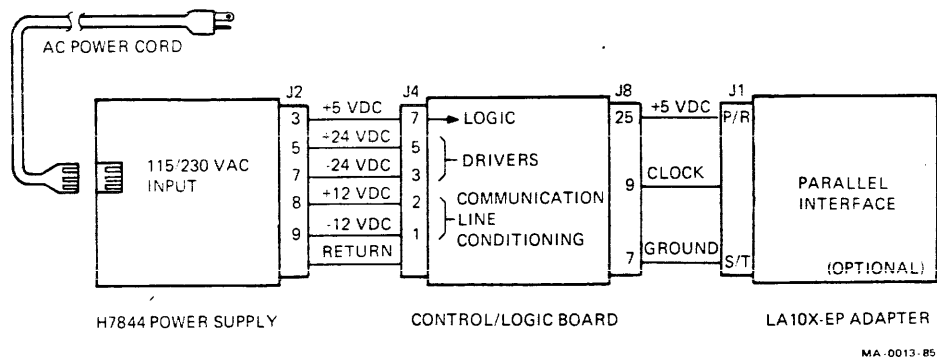 AC POWER CORD
J2
J4
J8
J1
+5 VDC
+5 VDC
3
7
LOGIC
25
P/R
+24 VDC
5
5
DRIVERS
115/230 VAC
INPUT
-24 VDC
7
3
CLOCK
9
PARALLEL
INTERFACE
+12 VDC
8
2
COMMUNICATION
LINE
CONDITIONING
-12 VDC
9
1
RETURN
GROUND
7
S/T
(OPTIONAL)
H7844 POWER SUPPLY
CONTROL/LOGIC BOARD
LA10X-EP ADAPTER
MA-0013-85